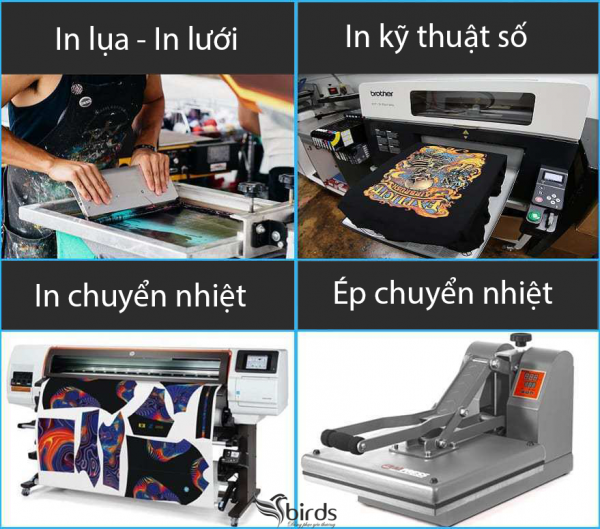 In lụa - In lưới
In kỹ thuật số
brother
In chuyển nhiệt
Ép chuyển nhiệt
birds